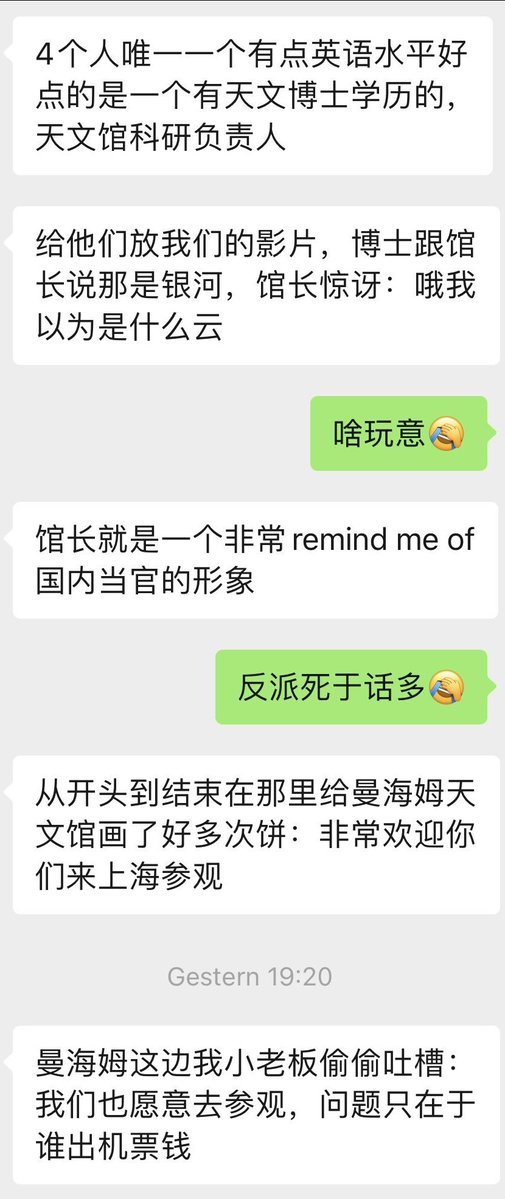 4个人唯一一个有点英语水平好
点的是一个有天文博士学历的，
天文馆科研负责人
给他们放我们的影片，博士跟馆
长说那是银河，馆长惊讶：哦我
以为是什么云
啥玩意🤦
馆长就是一个非常remind me of
国内当官的形象
反派死于话多🤦
从开头到结束在那里给曼海姆天
文馆画了好多次饼：非常欢迎你
们来上海参观
Gestern 19:20
曼海姆这边我小老板偷偷吐槽：
我们也愿意去参观，问题只在于
谁出机票钱